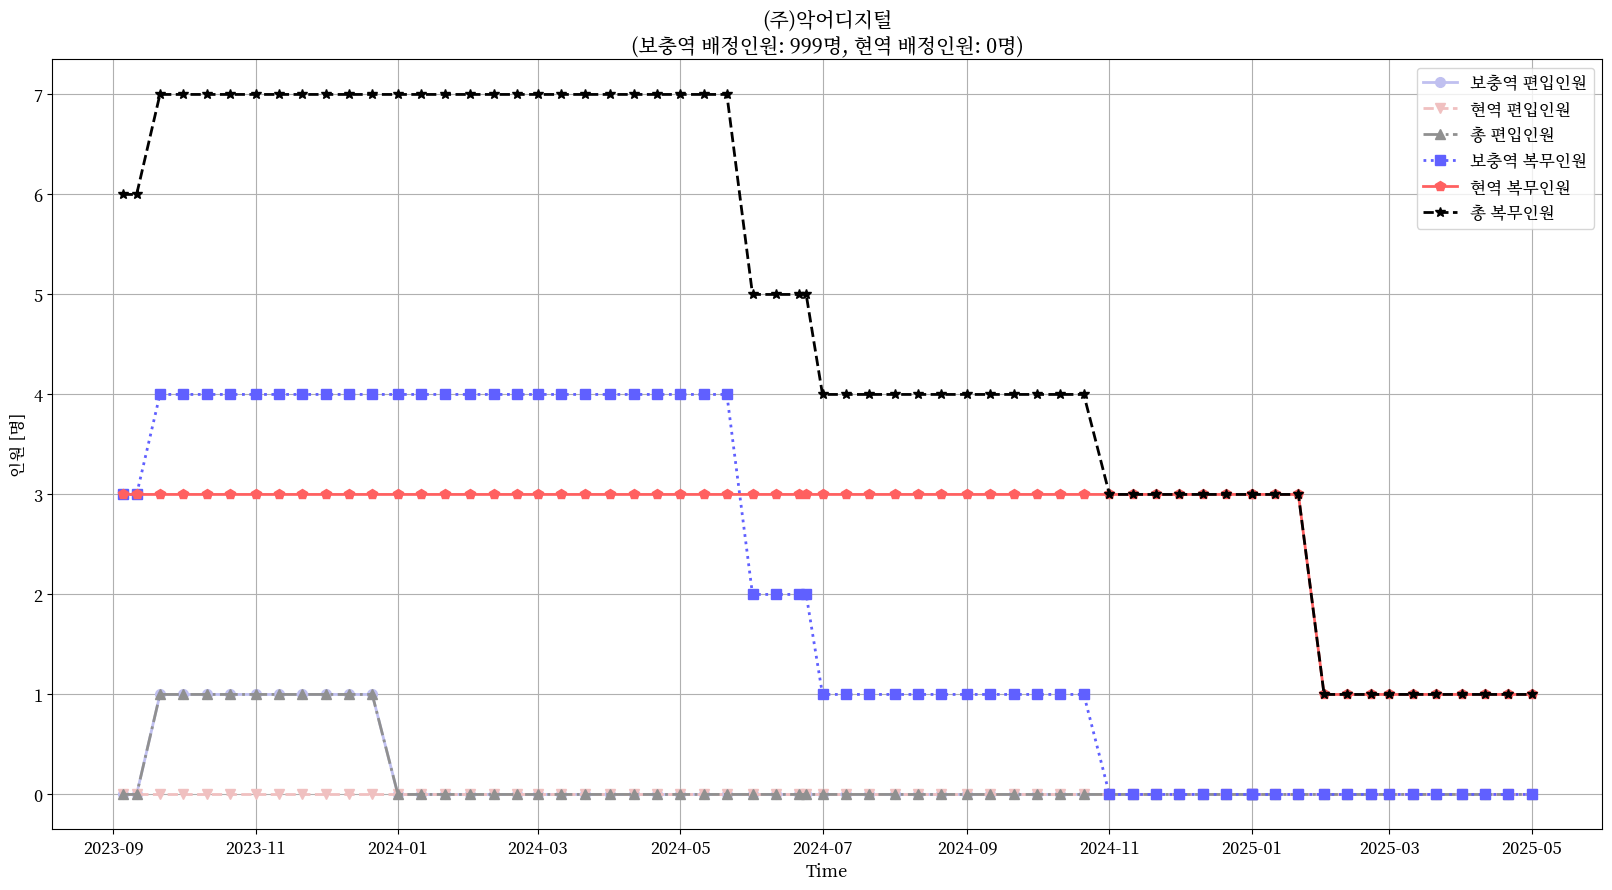 (주)악어디지털
(보충역 배정인원: 999명, 현역 배정인원: 0명)
보충역 편입인원
현역 편입인원
총 편입인원
보충역 복무인원
현역 복무인원
총 복무인원
인원 [명]
7
6
5
4
3
2
1
0
2023-09
2023-11
2024-01
2024-03
2024-05
2024-07
2024-09
2024-11
2025-01
2025-03
2025-05
Time